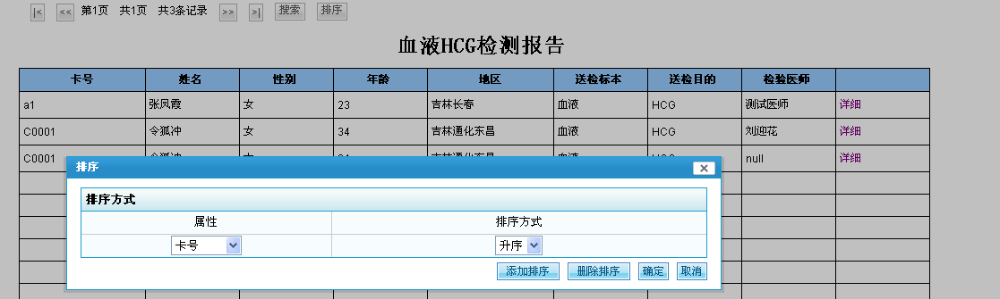 |< << 第1页 共1页 共3条记录 >> >| 搜索 排序
血液HCG检测报告
卡号 姓名 性别 年龄 地区 送检标本 送检目的 检验医师
a1 张凤霞 女 23 吉林长春 血液 HCG 测试医师 详细
C0001 令狐冲 女 34 吉林通化东昌 血液 HCG 刘迎花 详细
C0001 null 详细
排序
排序方式
属性 排序方式
卡号 升序
添加排序 删除排序 确定 取消